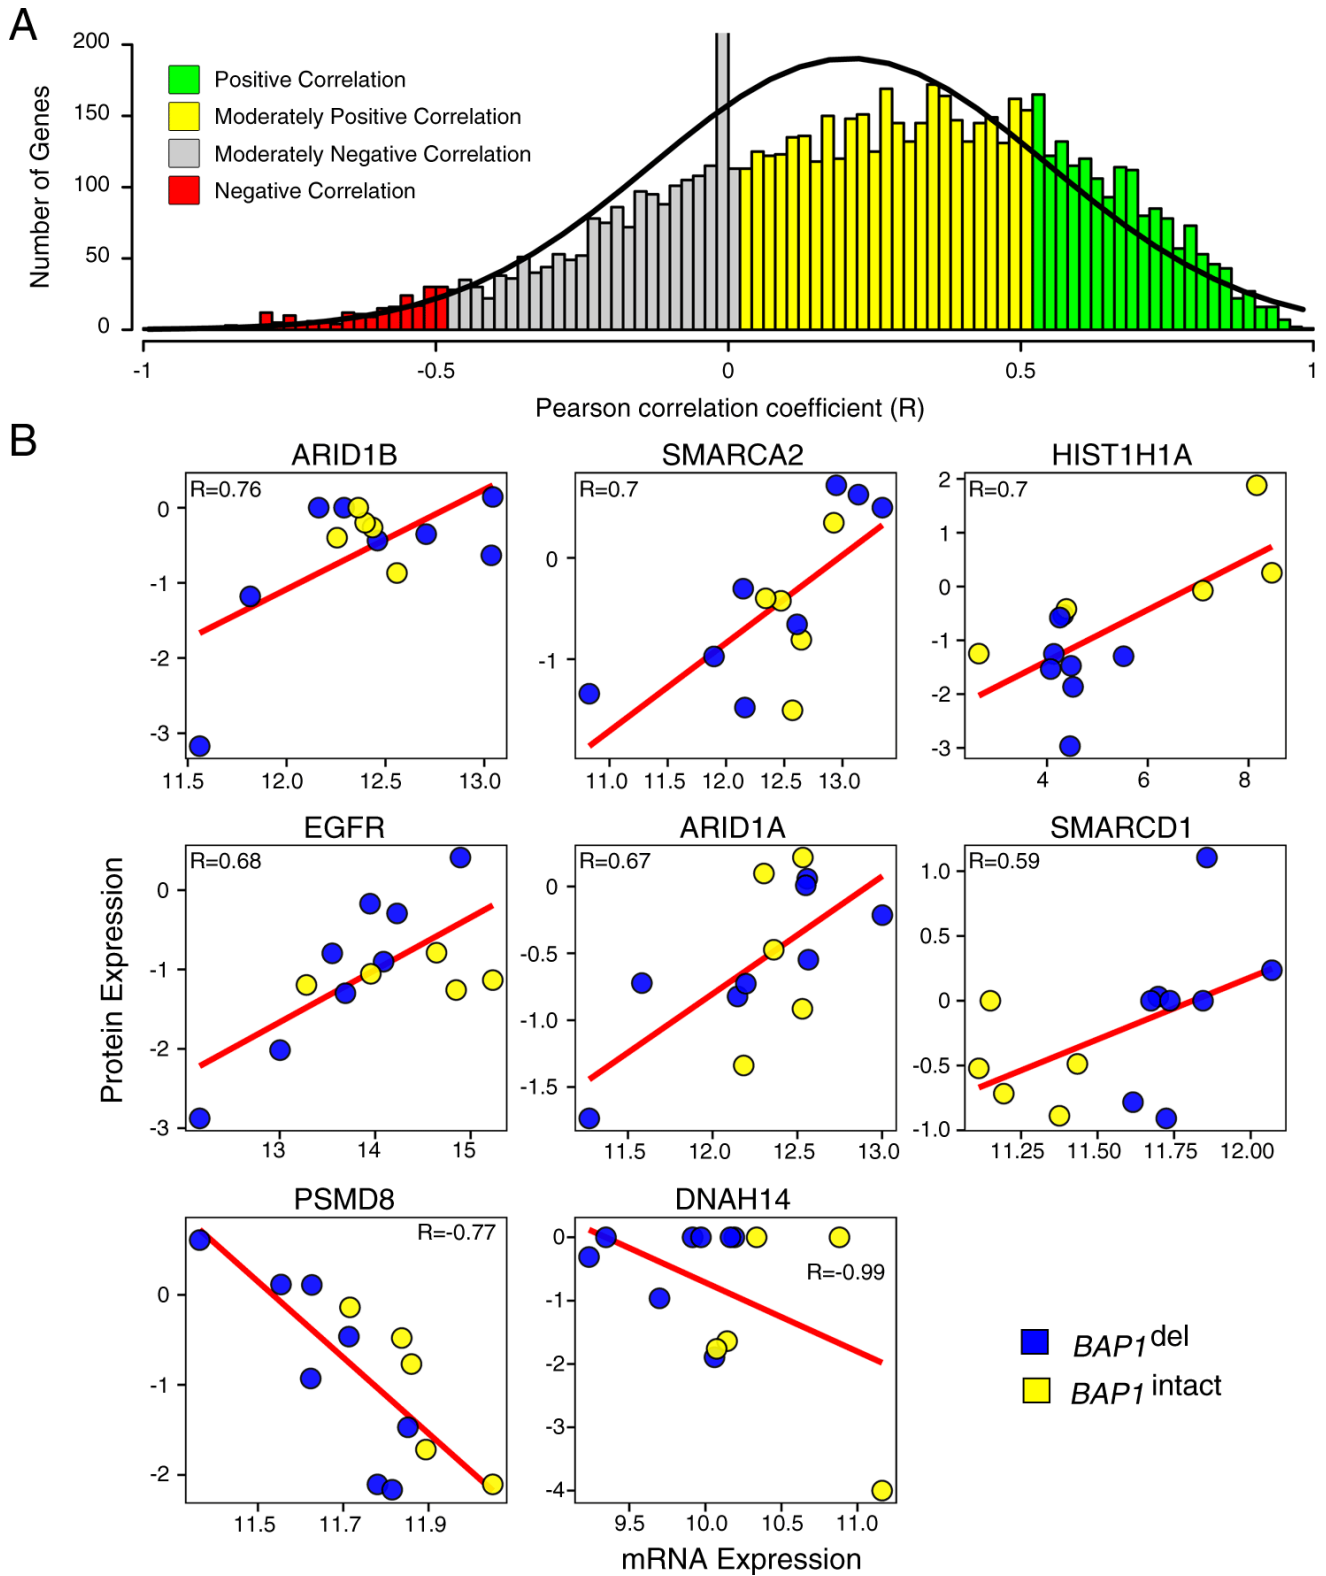 A
200
150
100
50
0
Number of Genes
Positive Correlation
Moderately Positive Correlation
Moderately Negative Correlation
Negative Correlation
-1 -0.5 0 0.5 1
Pearson correlation coefficient (R)
B
ARID1B SMARCA2 HIST1H1A
R=0.76 R=0.7 R=0.7
0 -1 -2 -3
0 -1
2 1 0 -1 -2 -3
11.5 12.0 12.5 13.0
11.0 11.5 12.0 12.5 13.0
4 6 8
EGFR ARID1A SMARCD1
R=0.68 R=0.67 R=0.59
0 -1 -2 -3
0 -0.5 -1.0 -1.5
1.0 0.5 0 -0.5 -1.0
13 14 15
11.5 12.0 12.5 13.0
11.25 11.50 11.75 12.00
Protein Expression
PSMD8 DNAH14
R=-0.77
R=-0.99
0 -1 -2
0 -1 -2 -3 -4
11.5 11.7 11.9
9.5 10.0 10.5 11.0
mRNA Expression
BAP1 del
BAP1 intact